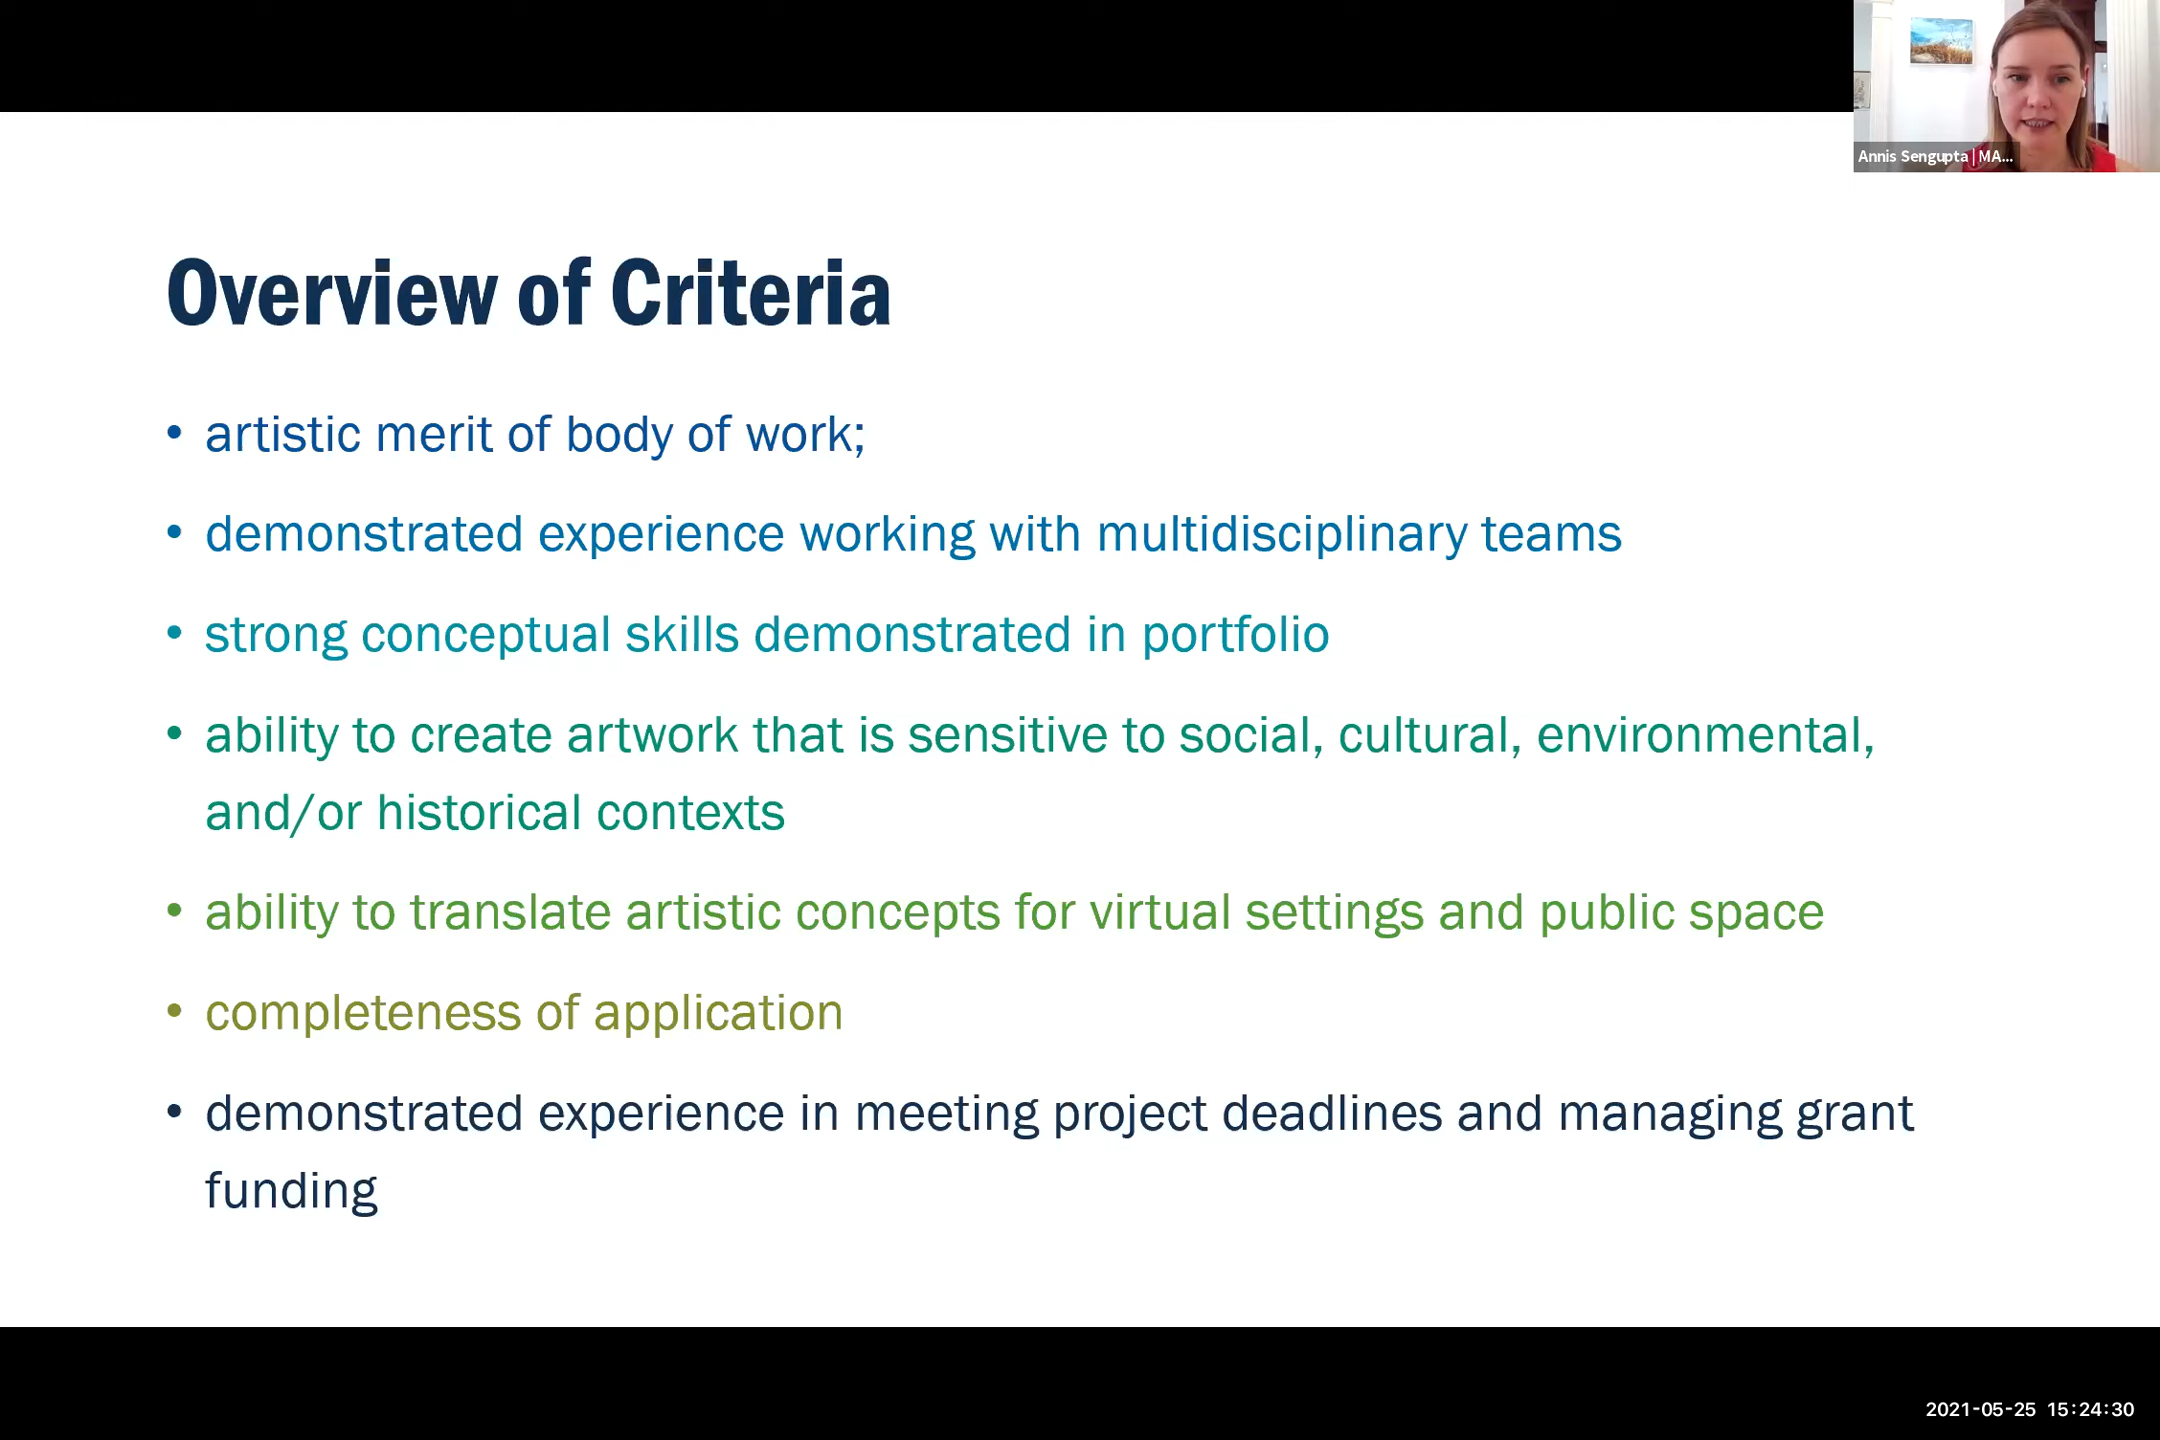 Annis Sengupta | MA...
Overview of Criteria
• artistic merit of body of work;
• demonstrated experience working with multidisciplinary teams
• strong conceptual skills demonstrated in portfolio
• ability to create artwork that is sensitive to social, cultural, environmental,
and/or historical contexts
• ability to translate artistic concepts for virtual settings and public space
• completeness of application
• demonstrated experience in meeting project deadlines and managing grant
funding
2021-05-25 15:24:30